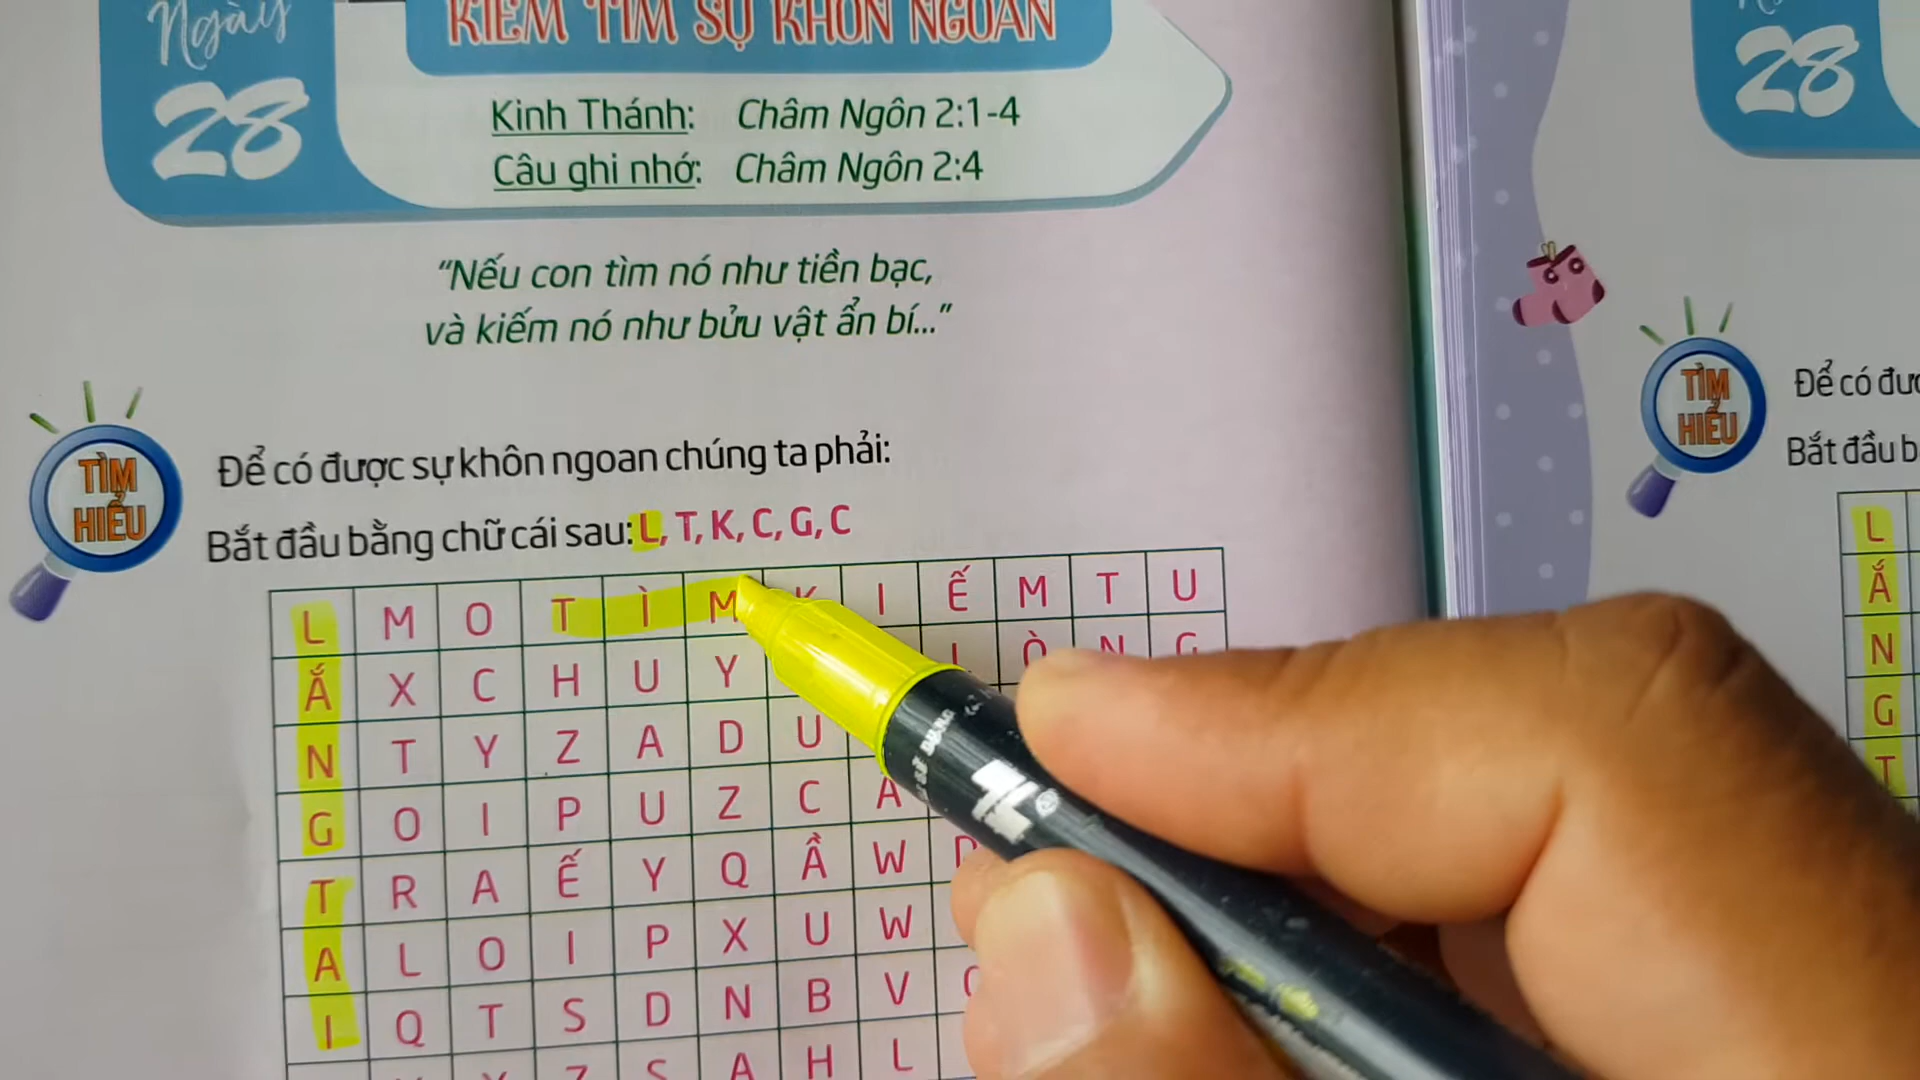 Ngày
28
KIẾM TÌM SỰ KHÔN NGOAN
Kinh Thánh: Châm Ngôn 2:1-4
Câu ghi nhớ: Châm Ngôn 2:4
“Nếu con tìm nó như tiền bạc,
và kiếm nó như bửu vật ẩn bí...”
TÌM
HIỂU
Để có được sự khôn ngoan chúng ta phải:
Bắt đầu bằng chữ cái sau: L, T, K, C, G, C
L M O T Ì M K I Ế M T U
Ắ X C H U Y L Ò N G
N T Y Z A D U
G O I P U Z C A
T R A Ế Y Q Ầ W
A L O I P X U W
I Q T S D N B V
Z S A H L
28
TÌM
HIỂU
Để có đư
Bắt đầu b
L
Ắ
N
G
T